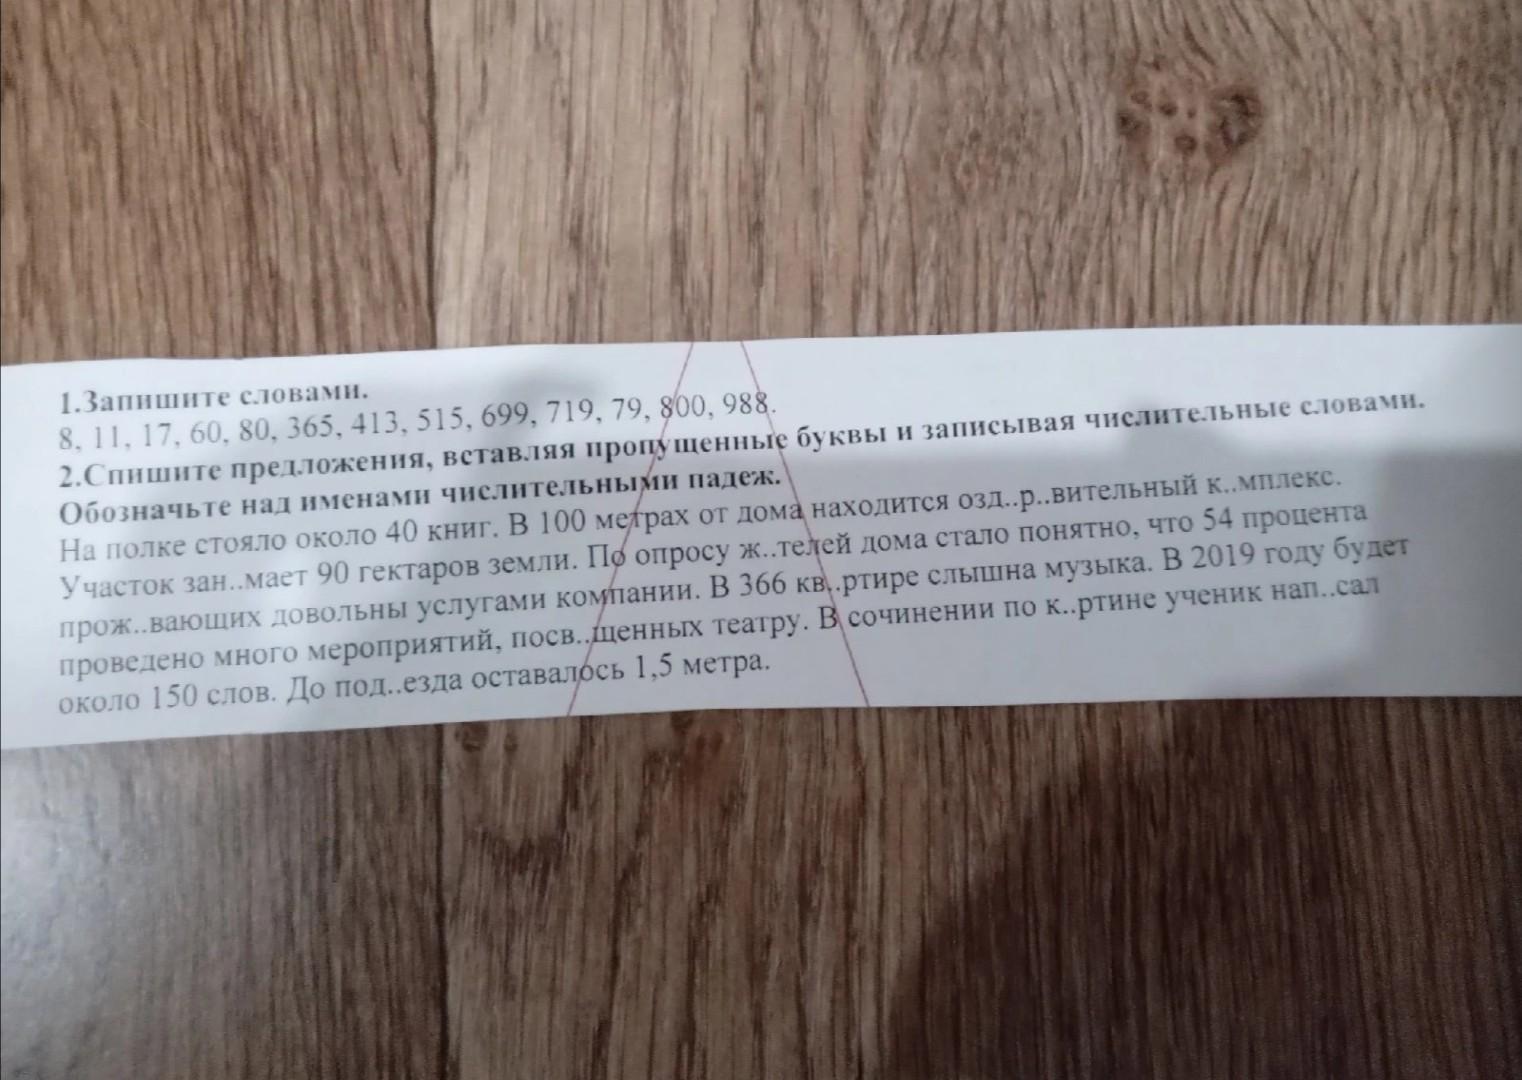 1.Запишите словами.
8, 11, 17, 60, 80, 365, 413, 515, 699, 719, 79, 800, 988.
2.Спишите предложения, вставляя пропущенные буквы и записывая числительные словами.
Обозначьте над именами числительными падеж.
На полке стояло около 40 книг. В 100 метрах от дома находится озд..р..вительный к..мплекс.
Участок зан..мает 90 гектаров земли. По опросу ж..телей дома стало понятно, что 54 процента
прож..вающих довольны услугами компании. В 366 кв..ртире слышна музыка. В 2019 году будет
проведено много мероприятий, посв..щенных театру. В сочинении по к..ртине ученик нап..сал
около 150 слов. До под..езда оставалось 1,5 метра.